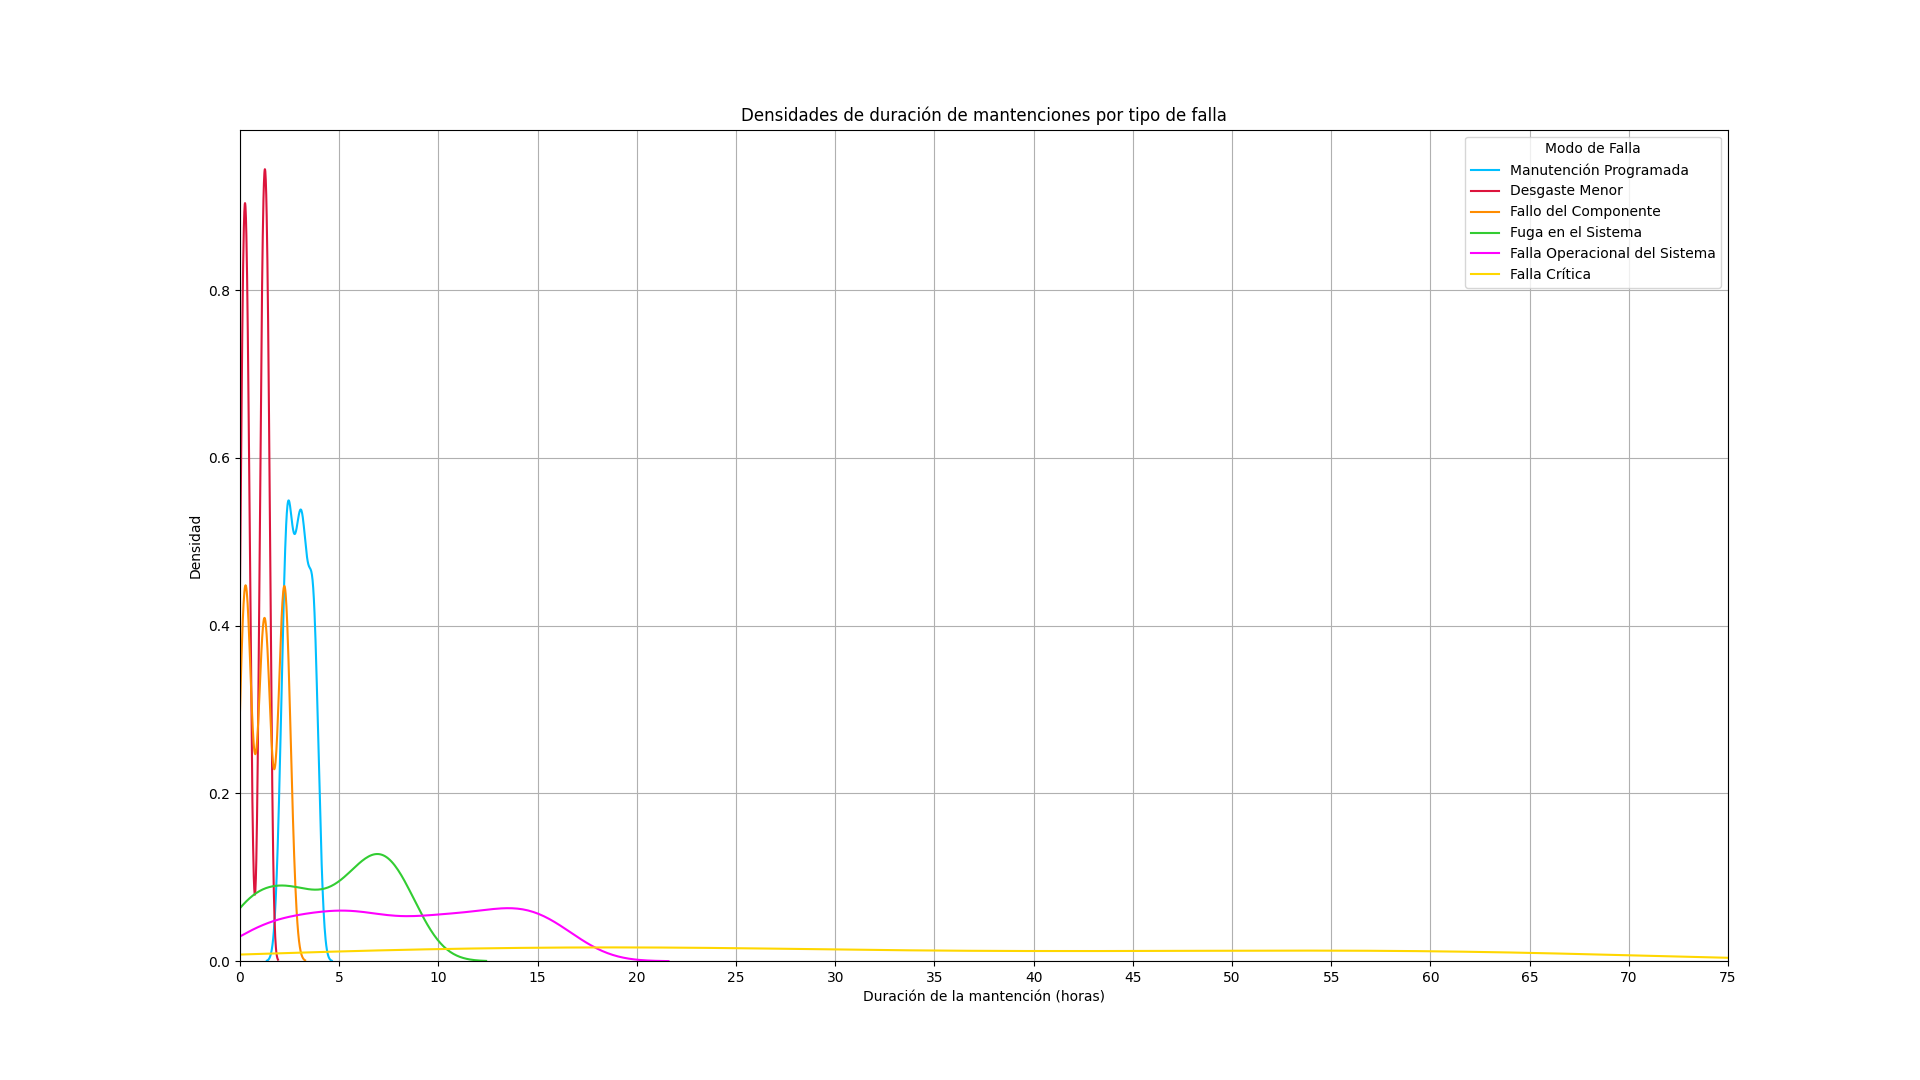 Densidades de duración de mantenciones por tipo de falla
Modo de Falla
Manutención Programada
Desgaste Menor
Fallo del Componente
Fuga en el Sistema
Falla Operacional del Sistema
Falla Crítica
Densidad
0.8
0.6
0.4
0.2
0.0
0 5 10 15 20 25 30 35 40 45 50 55 60 65 70 75
Duración de la mantención (horas)